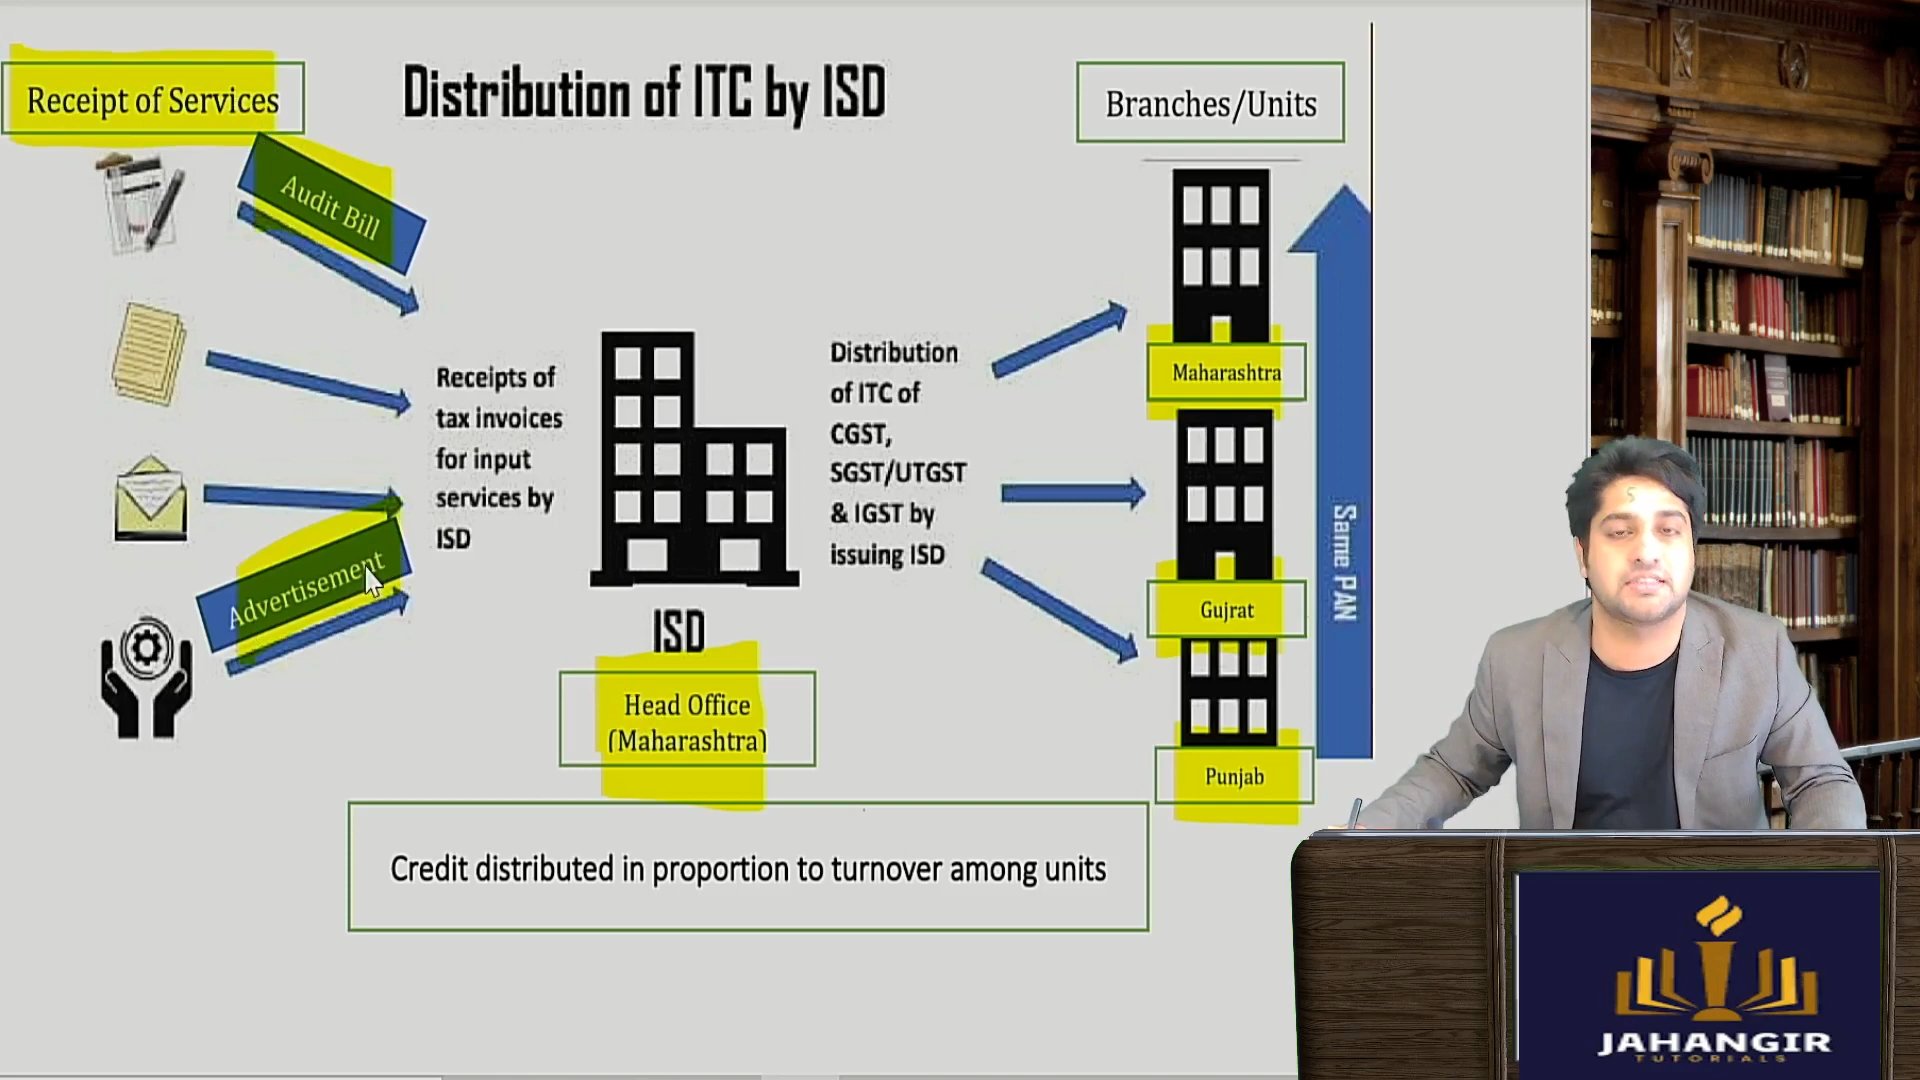 Distribution of ITC by ISD
Receipt of Services
Audit Bill
Advertisement
Receipts of
tax invoices
for input
services by
ISD
ISD
Head Office
(Maharashtra)
Distribution
of ITC of
CGST,
SGST/UTGST
& IGST by
issuing ISD
Branches/Units
Maharashtra
Gujrat
Punjab
Same PAN
Credit distributed in proportion to turnover among units
JAHANGIR
TUTORIALS